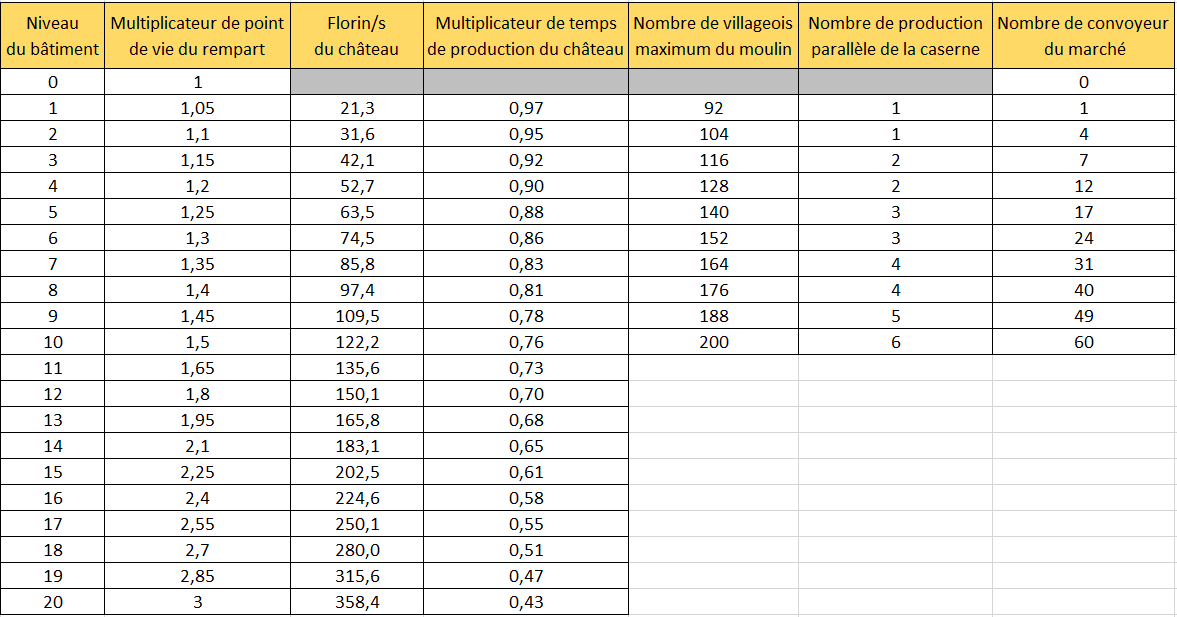 Niveau du bâtiment | Multiplicateur de point de vie du rempart | Florin/s du château | Multiplicateur de temps de production du château | Nombre de villageois maximum du moulin | Nombre de production parallèle de la caserne | Nombre de convoyeur du marché
0 | 1 | | | | | 0
1 | 1,05 | 21,3 | 0,97 | 92 | 1 | 1
2 | 1,1 | 31,6 | 0,95 | 104 | 1 | 4
3 | 1,15 | 42,1 | 0,92 | 116 | 2 | 7
4 | 1,2 | 52,7 | 0,90 | 128 | 2 | 12
5 | 1,25 | 63,5 | 0,88 | 140 | 3 | 17
6 | 1,3 | 74,5 | 0,86 | 152 | 3 | 24
7 | 1,35 | 85,8 | 0,83 | 164 | 4 | 31
8 | 1,4 | 97,4 | 0,81 | 176 | 4 | 40
9 | 1,45 | 109,5 | 0,78 | 188 | 5 | 49
10 | 1,5 | 122,2 | 0,76 | 200 | 6 | 60
11 | 1,65 | 135,6 | 0,73
12 | 1,8 | 150,1 | 0,70
13 | 1,95 | 165,8 | 0,68
14 | 2,1 | 183,1 | 0,65
15 | 2,25 | 202,5 | 0,61
16 | 2,4 | 224,6 | 0,58
17 | 2,55 | 250,1 | 0,55
18 | 2,7 | 280,0 | 0,51
19 | 2,85 | 315,6 | 0,47
20 | 3 | 358,4 | 0,43